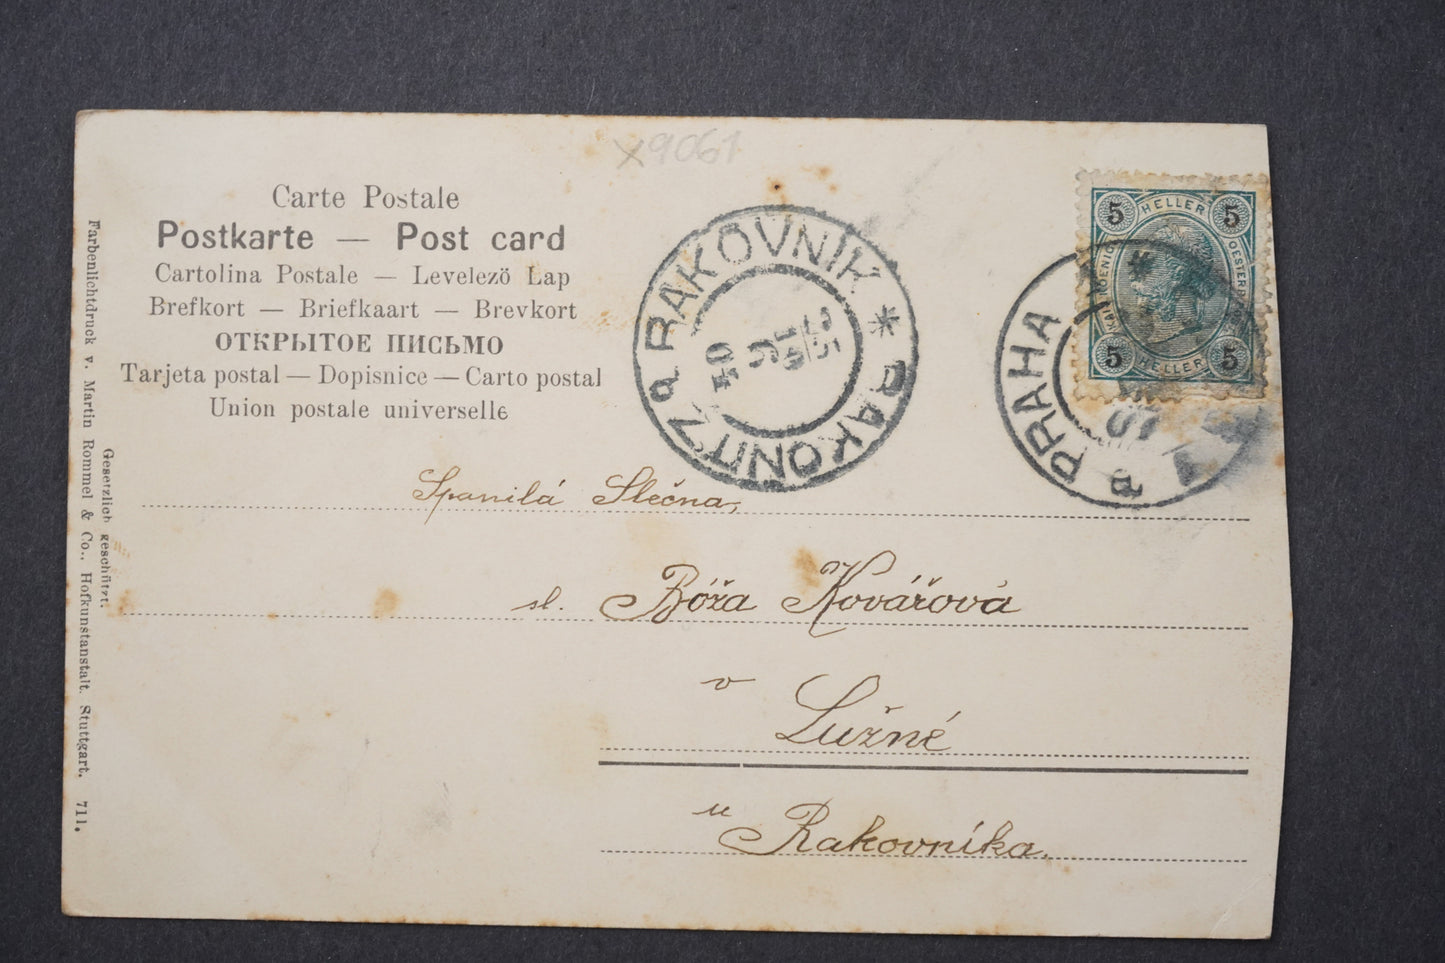 x9061
Carte Postale
Postkarte — Post card
Cartolina Postale — Levelezö Lap
Brefkort — Briefkaart — Brevkort
ОТКРЫТОЕ ПИСЬМО
Tarjeta postal — Dopisnice — Carto postal
Union postale universelle
RAKOVNÍK * RAKONITZ a
PRAHA
a
5 HELLER 5
5 HELLER 5
Spanilá Slečna,
sl. Bóža Kovářová
v Lužné
u Rakovníka.
Gesetzlich geschützt.
Farbenlichtdruck v. Martin Rommel & Co., Hofkunstanstalt. Stuttgart. 711.